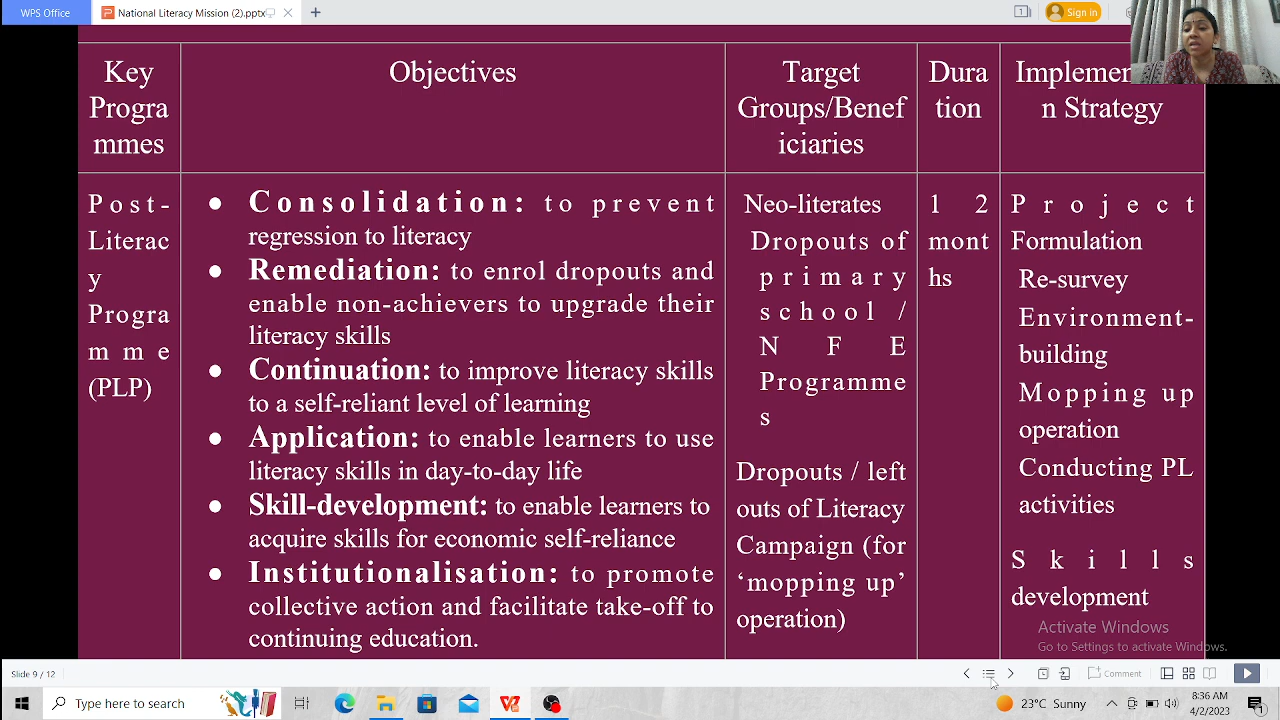 WPS Office
National Literacy Mission (2).pptx
Sign in
Key
Progra
mmes
Objectives
Target
Groups/Benef
iciaries
Dura
tion
Implemen
n Strategy
Post-
Literac
y
Progra
mme
(PLP)
● Consolidation: to prevent
regression to literacy
● Remediation: to enrol dropouts and
enable non-achievers to upgrade their
literacy skills
● Continuation: to improve literacy skills
to a self-reliant level of learning
● Application: to enable learners to use
literacy skills in day-to-day life
● Skill-development: to enable learners to
acquire skills for economic self-reliance
● Institutionalisation: to promote
collective action and facilitate take-off to
continuing education.
Neo-literates
Dropouts of
primary
school /
NFE
Programme
s
Dropouts / left
outs of Literacy
Campaign (for
‘mopping up’
operation)
12
mont
hs
Project
Formulation
Re-survey
Environment-
building
Mopping up
operation
Conducting PL
activities
Skills
development
Activate Windows
Go to Settings to activate Windows.
Slide 9 / 12
Comment
Type here to search
23°C Sunny
8:36 AM
4/2/2023